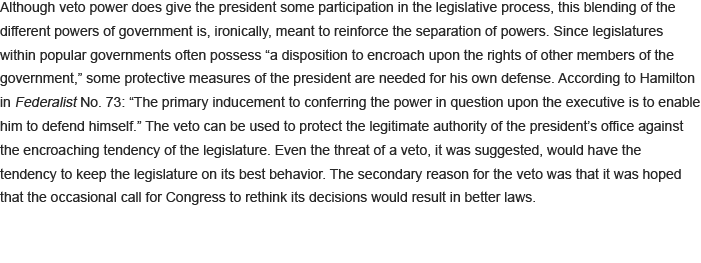 Although veto power does give the president some participation in the legislative process, this blending of the
different powers of government is, ironically, meant to reinforce the separation of powers. Since legislatures
within popular governments often possess “a disposition to encroach upon the rights of other members of the
government,” some protective measures of the president are needed for his own defense. According to Hamilton
in Federalist No. 73: “The primary inducement to conferring the power in question upon the executive is to enable
him to defend himself.” The veto can be used to protect the legitimate authority of the president’s office against
the encroaching tendency of the legislature. Even the threat of a veto, it was suggested, would have the
tendency to keep the legislature on its best behavior. The secondary reason for the veto was that it was hoped
that the occasional call for Congress to rethink its decisions would result in better laws.